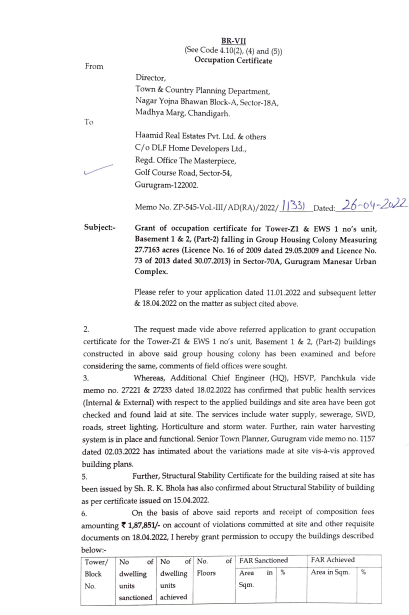 BR-VII
(See Code 4.10(2), (4) and (5))
Occupation Certificate
From
Director,
Town & Country Planning Department,
Nagar Yojna Bhawan Block-A, Sector-18A,
Madhya Marg, Chandigarh.
To
Haamid Real Estates Pvt. Ltd. & others
C/o DLF Home Developers Ltd.,
Regd. Office The Masterpiece,
Golf Course Road, Sector-54,
Gurugram-122002.
Memo No. ZP-545-Vol.-III/AD(RA)/2022/ 11331 Dated: 26-04-2022
Subject:- Grant of occupation certificate for Tower-Z1 & EWS 1 no's unit,
Basement 1 & 2, (Part-2) falling in Group Housing Colony Measuring
27.7163 acres (Licence No. 16 of 2009 dated 29.05.2009 and Licence No.
73 of 2013 dated 30.07.2013) in Sector-70A, Gurugram Manesar Urban
Complex.
Please refer to your application dated 11.01.2022 and subsequent letter
& 18.04.2022 on the matter as subject cited above.
2. The request made vide above referred application to grant occupation
certificate for the Tower-Z1 & EWS 1 no's unit, Basement 1 & 2, (Part-2) buildings
constructed in above said group housing colony has been examined and before
considering the same, comments of field offices were sought.
3. Whereas, Additional Chief Engineer (HQ), HSVP, Panchkula vide
memo no. 27221 & 27233 dated 18.02.2022 has confirmed that public health services
(Internal & External) with respect to the applied buildings and site area have been got
checked and found laid at site. The services include water supply, sewerage, SWD,
roads, street lighting, Horticulture and storm water. Further, rain water harvesting
system is in place and functional. Senior Town Planner, Gurugram vide memo no. 1157
dated 02.03.2022 has intimated about the variations made at site vis-à-vis approved
building plans.
5. Further, Structural Stability Certificate for the building raised at site has
been issued by Sh. R. K. Bhola has also confirmed about Structural Stability of building
as per certificate issued on 15.04.2022.
6. On the basis of above said reports and receipt of composition fees
amounting ₹ 1,87,851/- on account of violations committed at site and other requisite
documents on 18.04.2022, I hereby grant permission to occupy the buildings described
below:-
Tower/ No of No of No. of FAR Sanctioned FAR Achieved
Block dwelling dwelling Floors Area in % Area in Sqm. %
No. units units Sqm.
sanctioned achieved